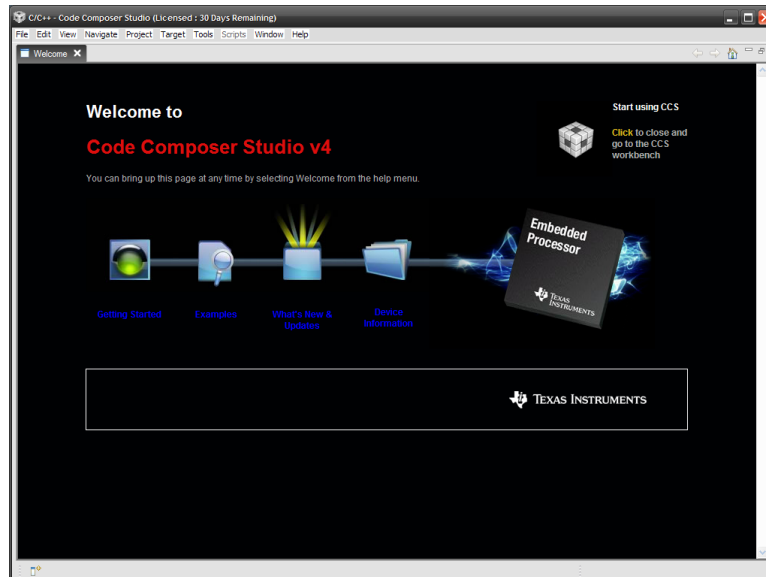 C/C++ - Code Composer Studio (Licensed : 30 Days Remaining)
File Edit View Navigate Project Target Tools Scripts Window Help
Welcome
Welcome to
Code Composer Studio v4
You can bring up this page at any time by selecting Welcome from the help menu.
Start using CCS
Click to close and
go to the CCS
workbench
Embedded
Processor
TEXAS
INSTRUMENTS
Getting Started
Examples
What's New &
Updates
Device
Information
TEXAS INSTRUMENTS